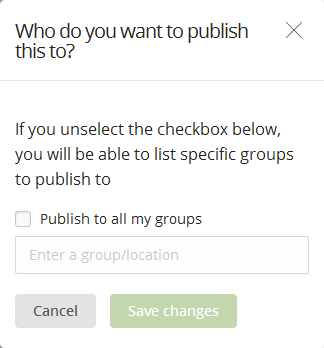 Who do you want to publish
this to?
If you unselect the checkbox below,
you will be able to list specific groups
to publish to
Publish to all my groups
Enter a group/location
Cancel
Save changes